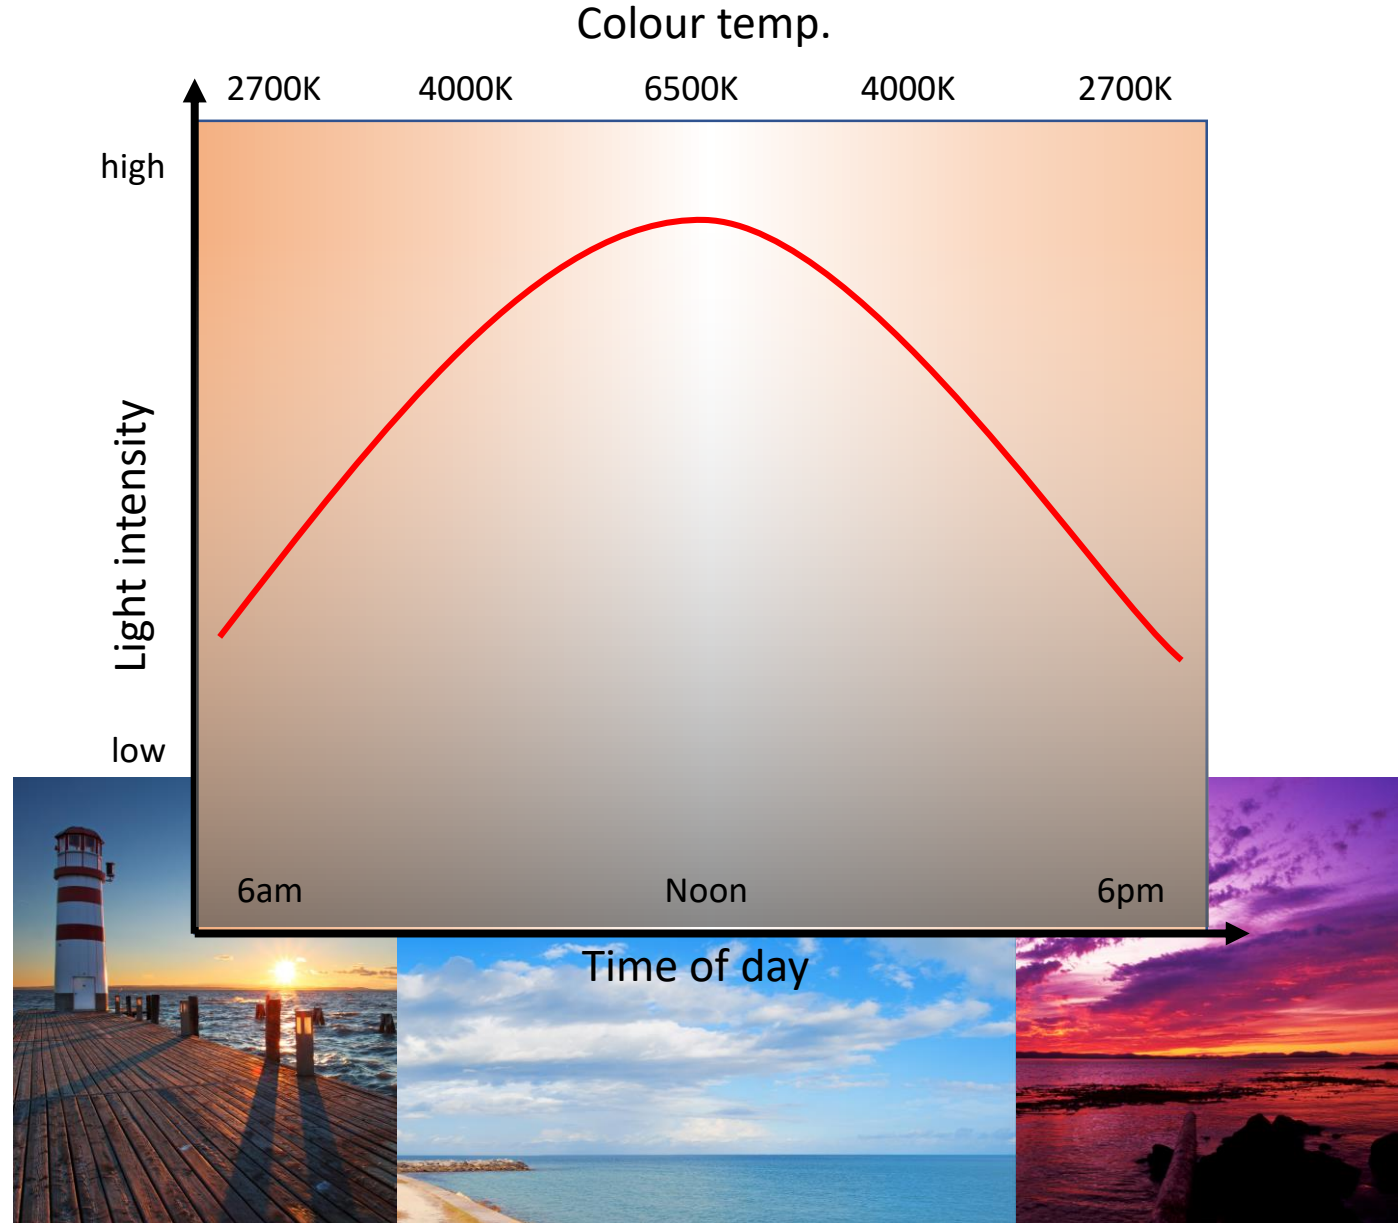 Colour temp.
2700K 4000K 6500K 4000K 2700K
high
Light intensity
low
6am Noon 6pm
Time of day